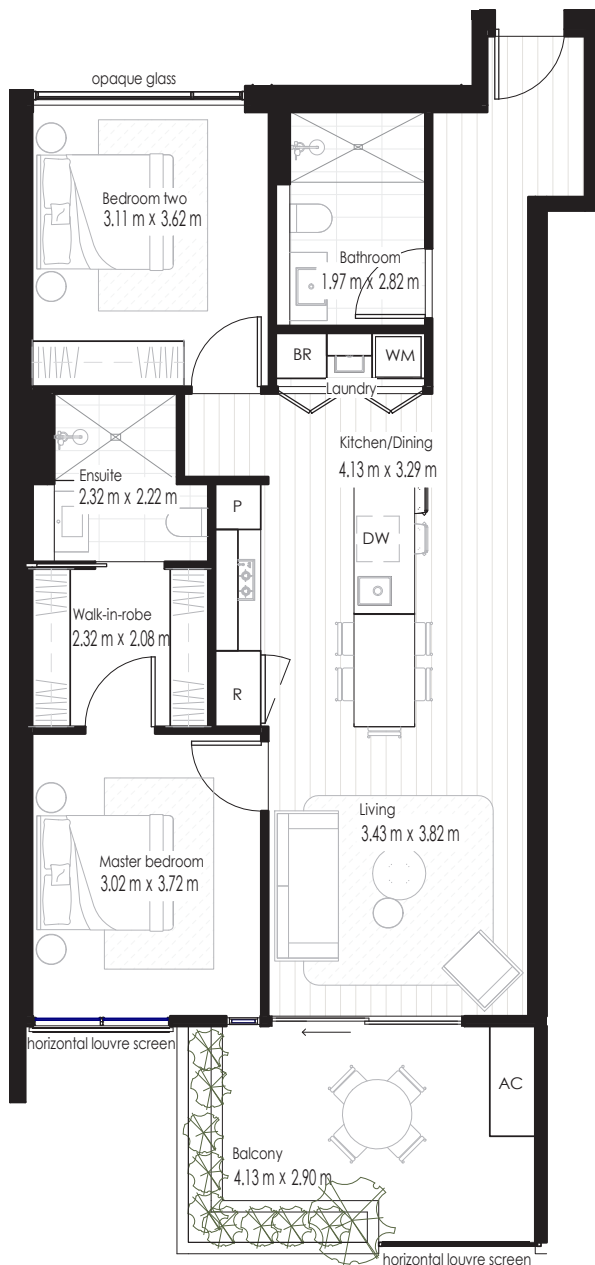 opaque glass
Bedroom two
3.11 m x 3.62 m
Bathroom
1.97 m x 2.82 m
BR
WM
Laundry
Kitchen/Dining
4.13 m x 3.29 m
Ensuite
2.32 m x 2.22 m
P
DW
Walk-in-robe
2.32 m x 2.08 m
R
Living
3.43 m x 3.82 m
Master bedroom
3.02 m x 3.72 m
horizontal louvre screen
AC
Balcony
4.13 m x 2.90 m
horizontal louvre screen